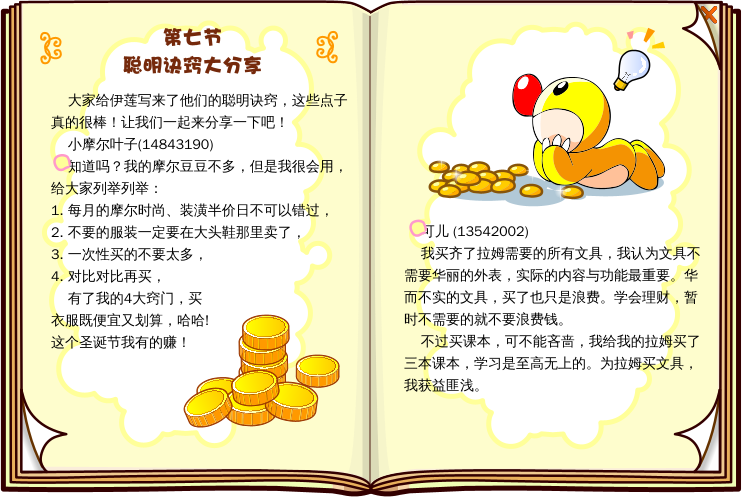 第七节
聪明诀窍大分享
大家给伊莲写来了他们的聪明诀窍，这些点子
真的很棒！让我们一起来分享一下吧！
小摩尔叶子(14843190)
知道吗？我的摩尔豆豆不多，但是我很会用，
给大家列举列举：
1. 每月的摩尔时尚、装潢半价日不可以错过，
2. 不要的服装一定要在大头鞋那里卖了，
3. 一次性买的不要太多，
4. 对比对比再买，
有了我的4大窍门，买
衣服既便宜又划算，哈哈!
这个圣诞节我有的赚！
可儿 (13542002)
我买齐了拉姆需要的所有文具，我认为文具不
需要华丽的外表，实际的内容与功能最重要。华
而不实的文具，买了也只是浪费。学会理财，暂
时不需要的就不要浪费钱。
不过买课本，可不能吝啬，我给我的拉姆买了
三本课本，学习是至高无上的。为拉姆买文具，
我获益匪浅。